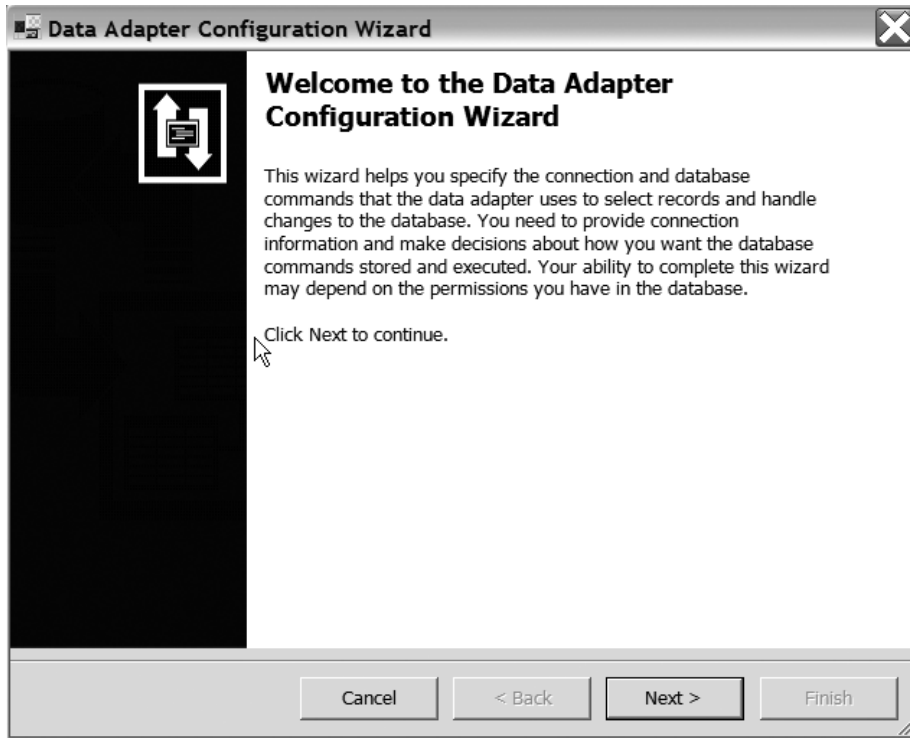 Data Adapter Configuration Wizard
Welcome to the Data Adapter
Configuration Wizard
This wizard helps you specify the connection and database
commands that the data adapter uses to select records and handle
changes to the database. You need to provide connection
information and make decisions about how you want the database
commands stored and executed. Your ability to complete this wizard
may depend on the permissions you have in the database.
Click Next to continue.
Cancel < Back Next > Finish